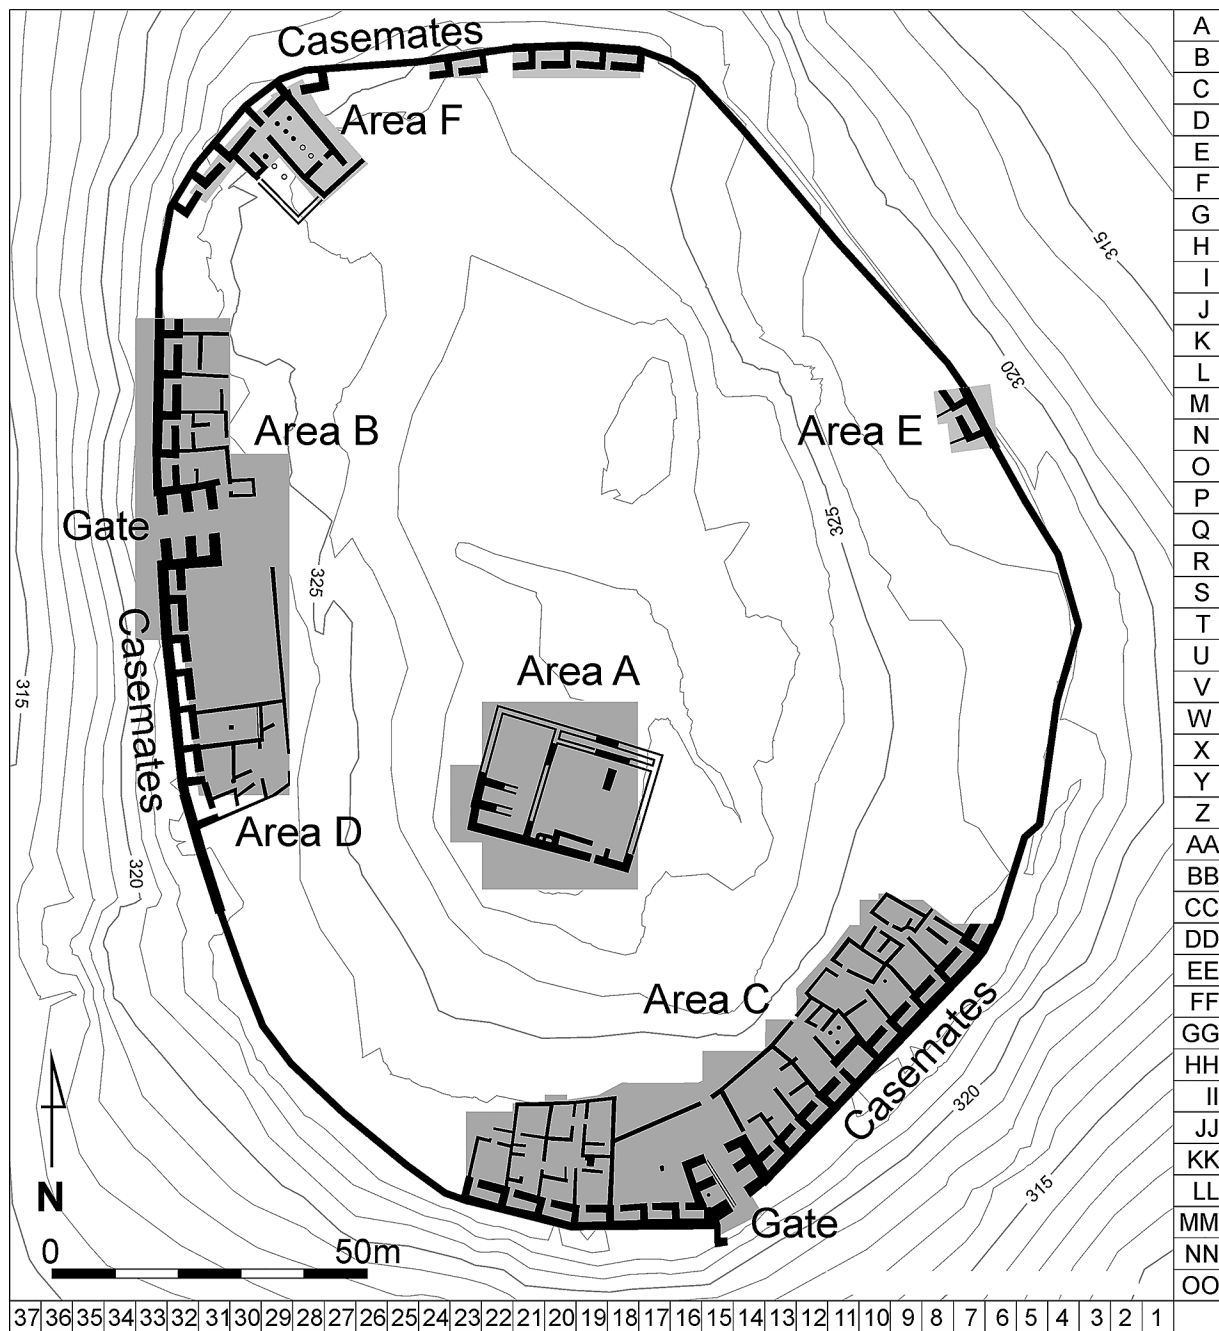 Casemates
A
B
C
Area F
D
E
F
G
315
H
I
J
K
320
L
M
Area B
Area E
N
O
P
Gate
325
Q
R
325
S
Casemates
T
Area A
U
315
V
W
X
Y
Area D
Z
320
AA
BB
CC
DD
EE
Area C
FF
Casemates
GG
HH
320
II
JJ
KK
N
315
LL
Gate
MM
0 50m
NN
OO
37 36 35 34 33 32 31 30 29 28 27 26 25 24 23 22 21 20 19 18 17 16 15 14 13 12 11 10 9 8 7 6 5 4 3 2 1